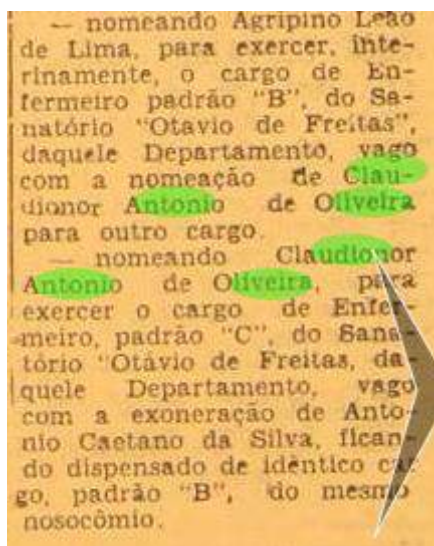 — nomeando Agripino Leão
de Lima, para exercer, inte-
rinamente, o cargo de En-
fermeiro padrão "B", do Sa-
natório "Otavio de Freitas",
daquele Departamento, vago
com a nomeação de Clau-
dionor Antonio de Oliveira
para outro cargo.
— nomeando Claudionor
Antonio de Oliveira, para
exercer o cargo de Enfer-
meiro, padrão "C", do Sana-
tório "Otávio de Freitas, da-
quele Departamento, vago
com a exoneração de Anto-
nio Caetano da Silva, fican-
do dispensado de idêntico car
go, padrão "B", do mesmo
nosocômio.